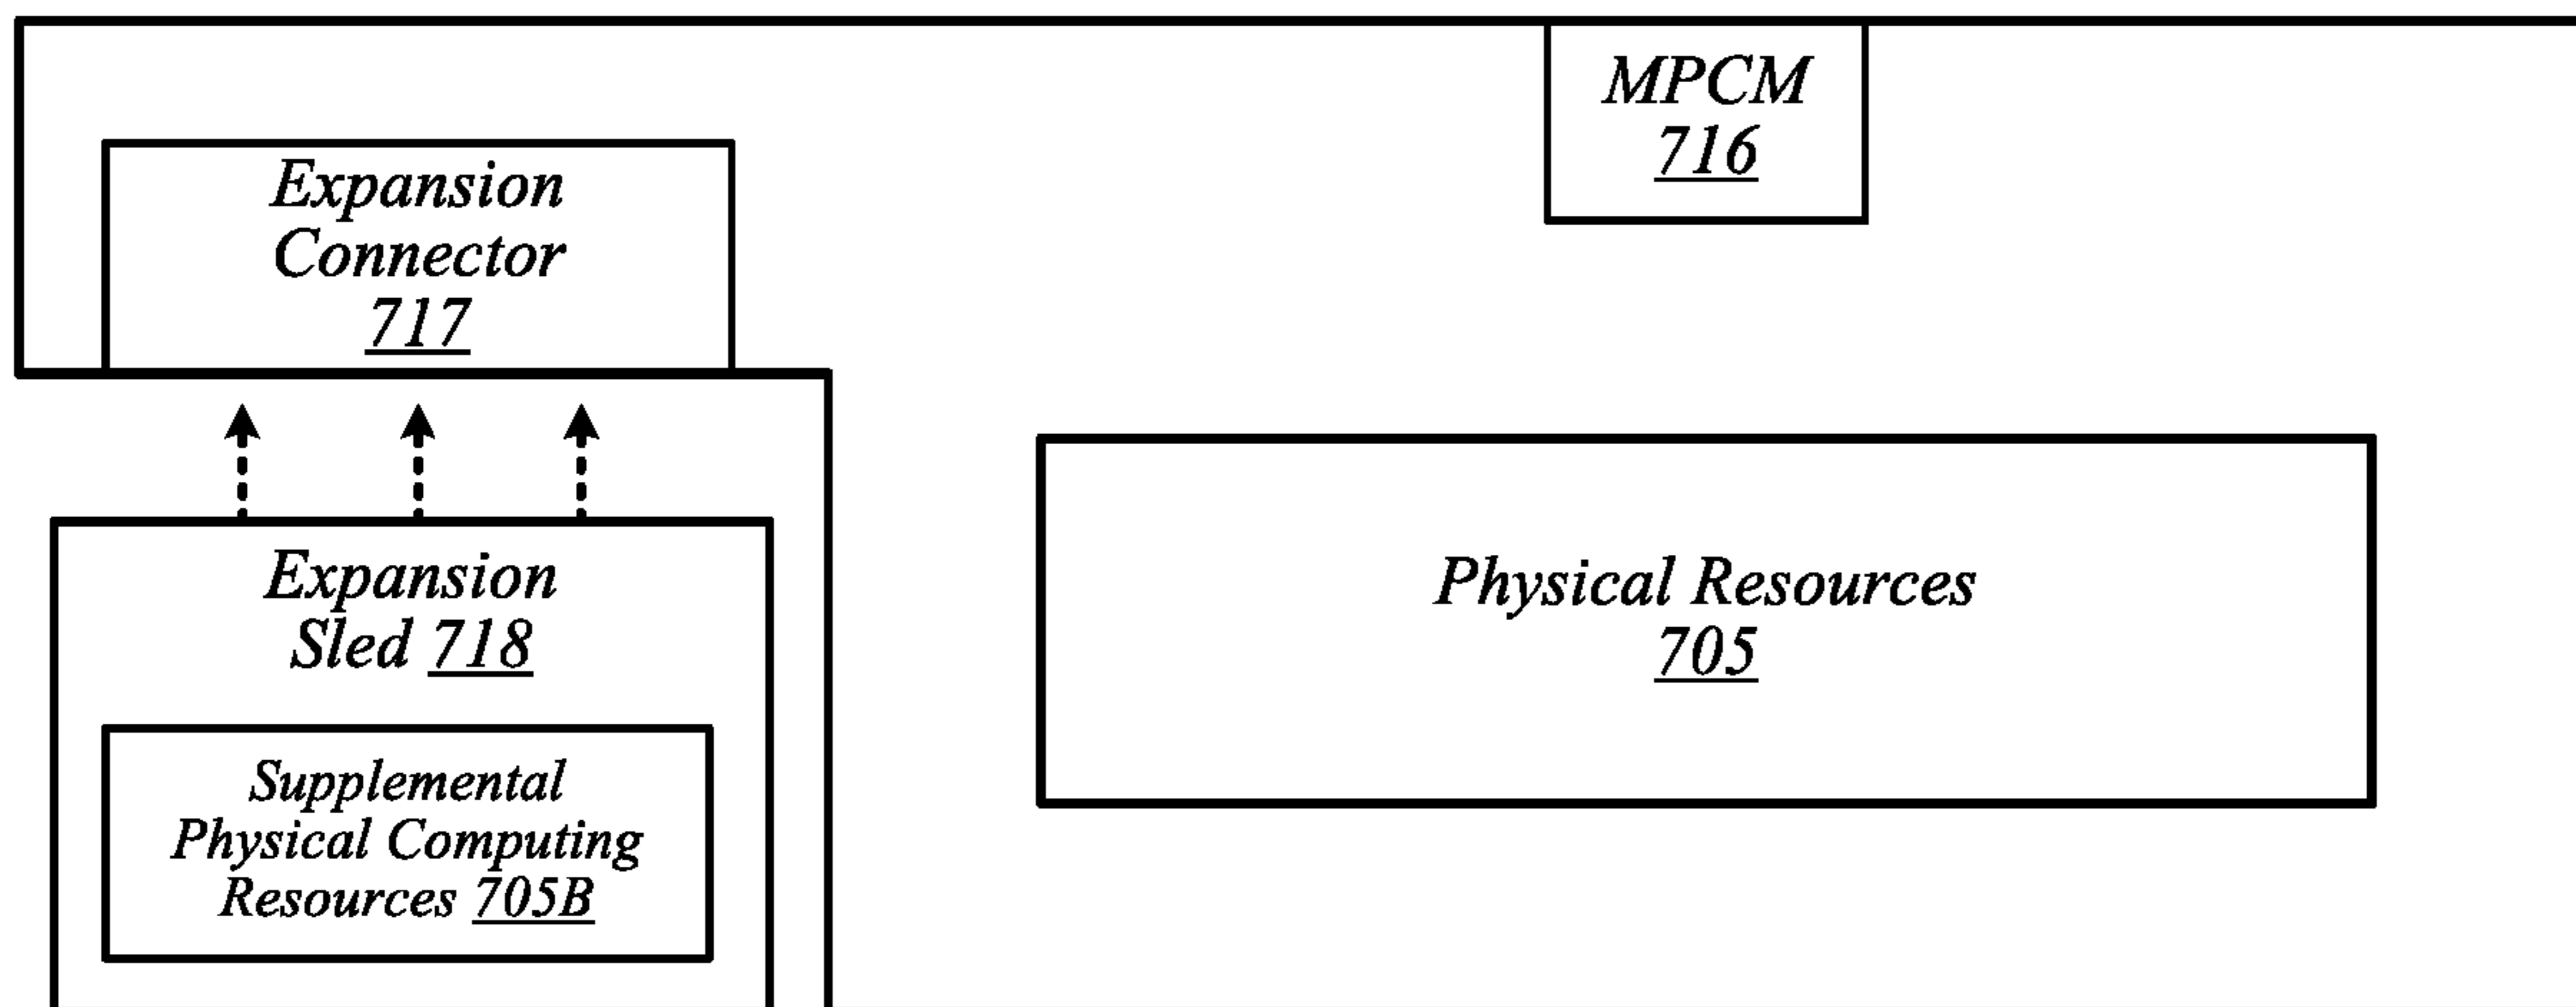 MPCM
716
Expansion
Connector
717
Expansion
Sled 718
Physical Resources
705
Supplemental
Physical Computing
Resources 705B